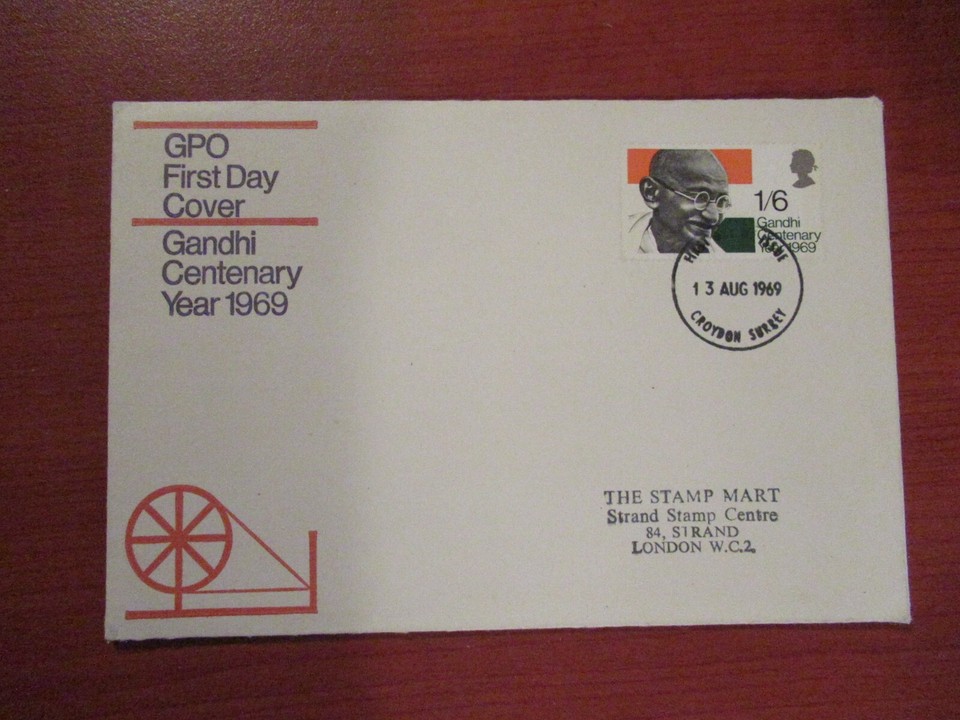 GPO
First Day
Cover
Gandhi
Centenary
Year 1969
1/6
Gandhi
Centenary
1969
ISSUE
13 AUG 1969
CROYDON SURREY
THE STAMP MART
Strand Stamp Centre
84, STRAND
LONDON W.C.2.